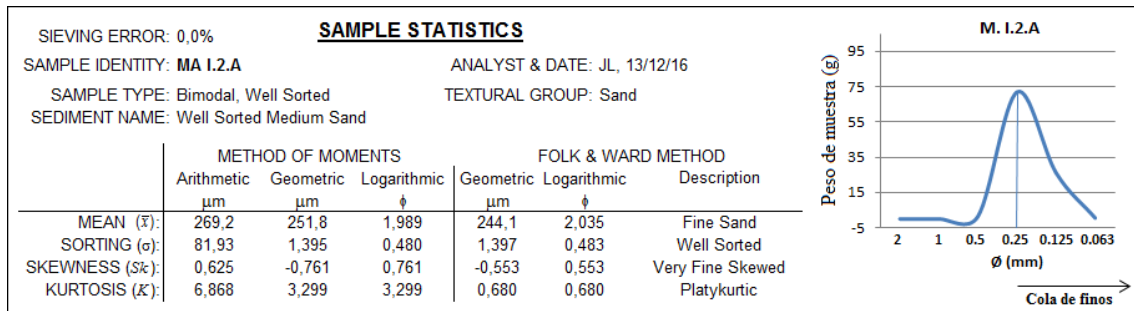 SAMPLE STATISTICS
SIEVING ERROR: 0,0%
SAMPLE IDENTITY: MA I.2.A ANALYST & DATE: JL, 13/12/16
SAMPLE TYPE: Bimodal, Well Sorted TEXTURAL GROUP: Sand
SEDIMENT NAME: Well Sorted Medium Sand
METHOD OF MOMENTS FOLK & WARD METHOD
Arithmetic Geometric Logarithmic Geometric Logarithmic Description
μm μm ϕ μm ϕ
MEAN (x̄): 269,2 251,8 1,989 244,1 2,035 Fine Sand
SORTING (σ): 81,93 1,395 0,480 1,397 0,483 Well Sorted
SKEWNESS (Sk): 0,625 -0,761 0,761 -0,553 0,553 Very Fine Skewed
KURTOSIS (K): 6,868 3,299 3,299 0,680 0,680 Platykurtic
M. I.2.A
Peso de muestra (g)
95
75
55
35
15
-5
2 1 0.5 0.25 0.125 0.063
Ø (mm)
Cola de finos